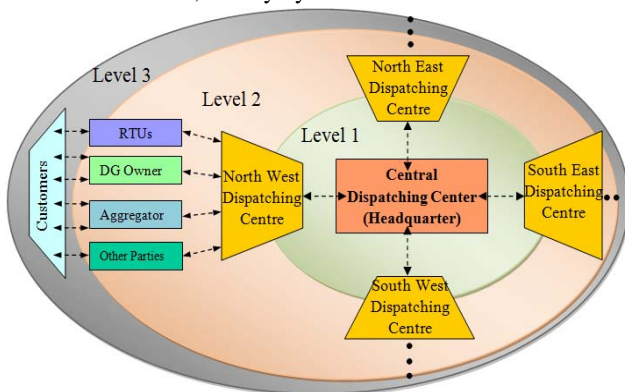 Level 3
Level 2
Level 1
North East
Dispatching
Centre
Customers
RTUs
DG Owner
Aggregator
Other Parties
North West
Dispatching
Centre
Central
Dispatching Center
(Headquarter)
South East
Dispatching
Centre
South West
Dispatching
Centre